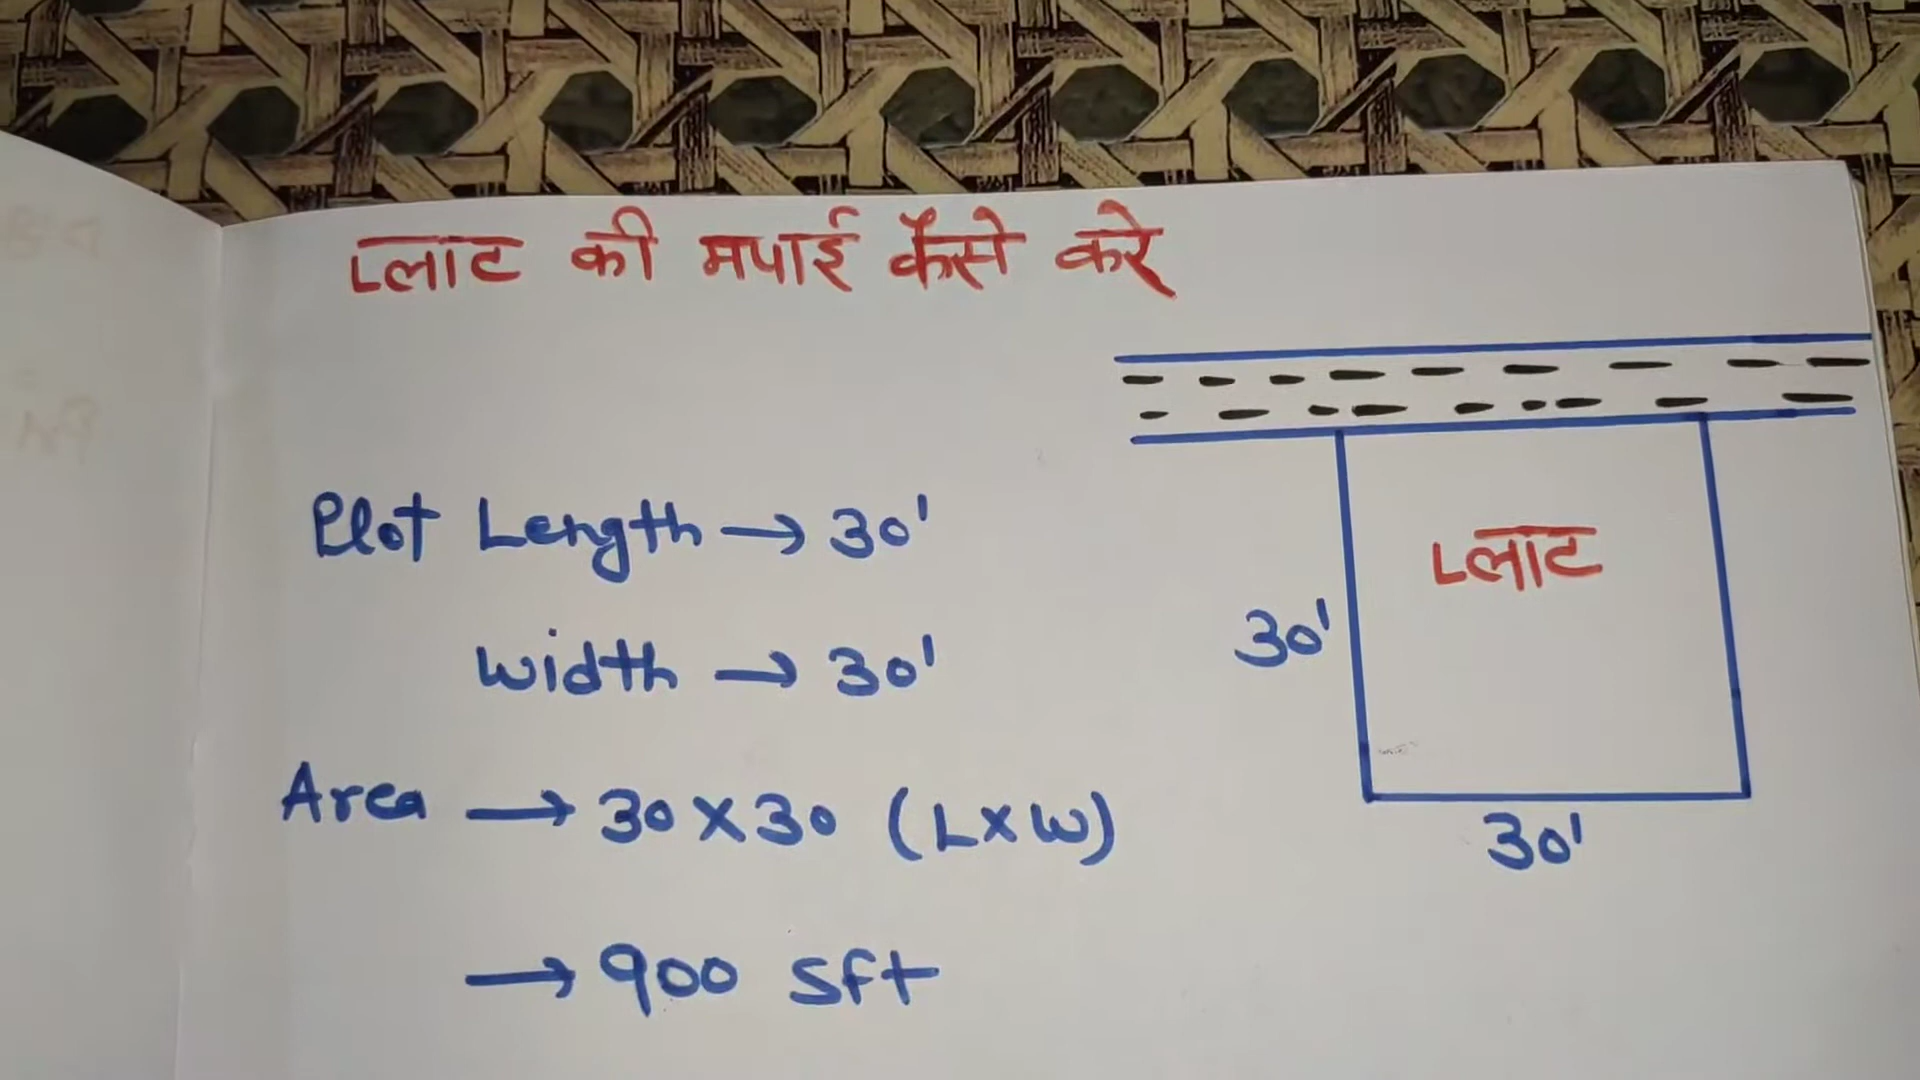 प्लाट की मपाई कैसे करे
Plot Length → 30'
width → 30'
Area → 30 x 30 (L x W)
→ 900 sft
प्लाट
30'
30'